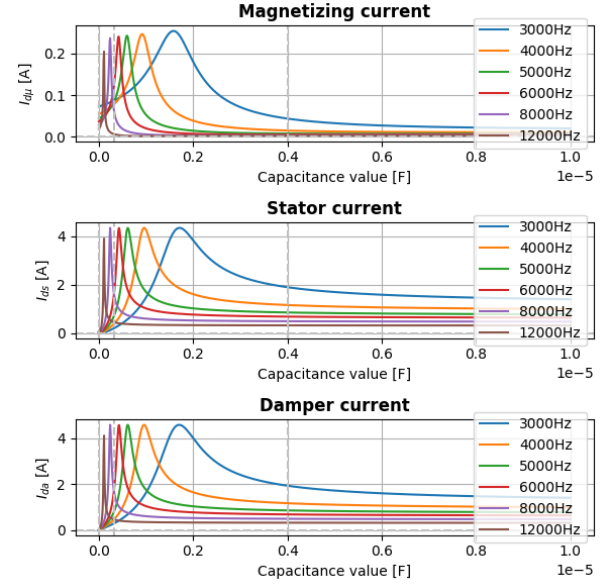 Magnetizing current
0.2
0.1
0.0
I_dμ [A]
3000Hz
4000Hz
5000Hz
6000Hz
8000Hz
12000Hz
0.0 0.2 0.4 0.6 0.8 1.0
Capacitance value [F]
1e−5
Stator current
4
2
0
I_ds [A]
3000Hz
4000Hz
5000Hz
6000Hz
8000Hz
12000Hz
0.0 0.2 0.4 0.6 0.8 1.0
Capacitance value [F]
1e−5
Damper current
4
2
0
I_da [A]
3000Hz
4000Hz
5000Hz
6000Hz
8000Hz
12000Hz
0.0 0.2 0.4 0.6 0.8 1.0
Capacitance value [F]
1e−5